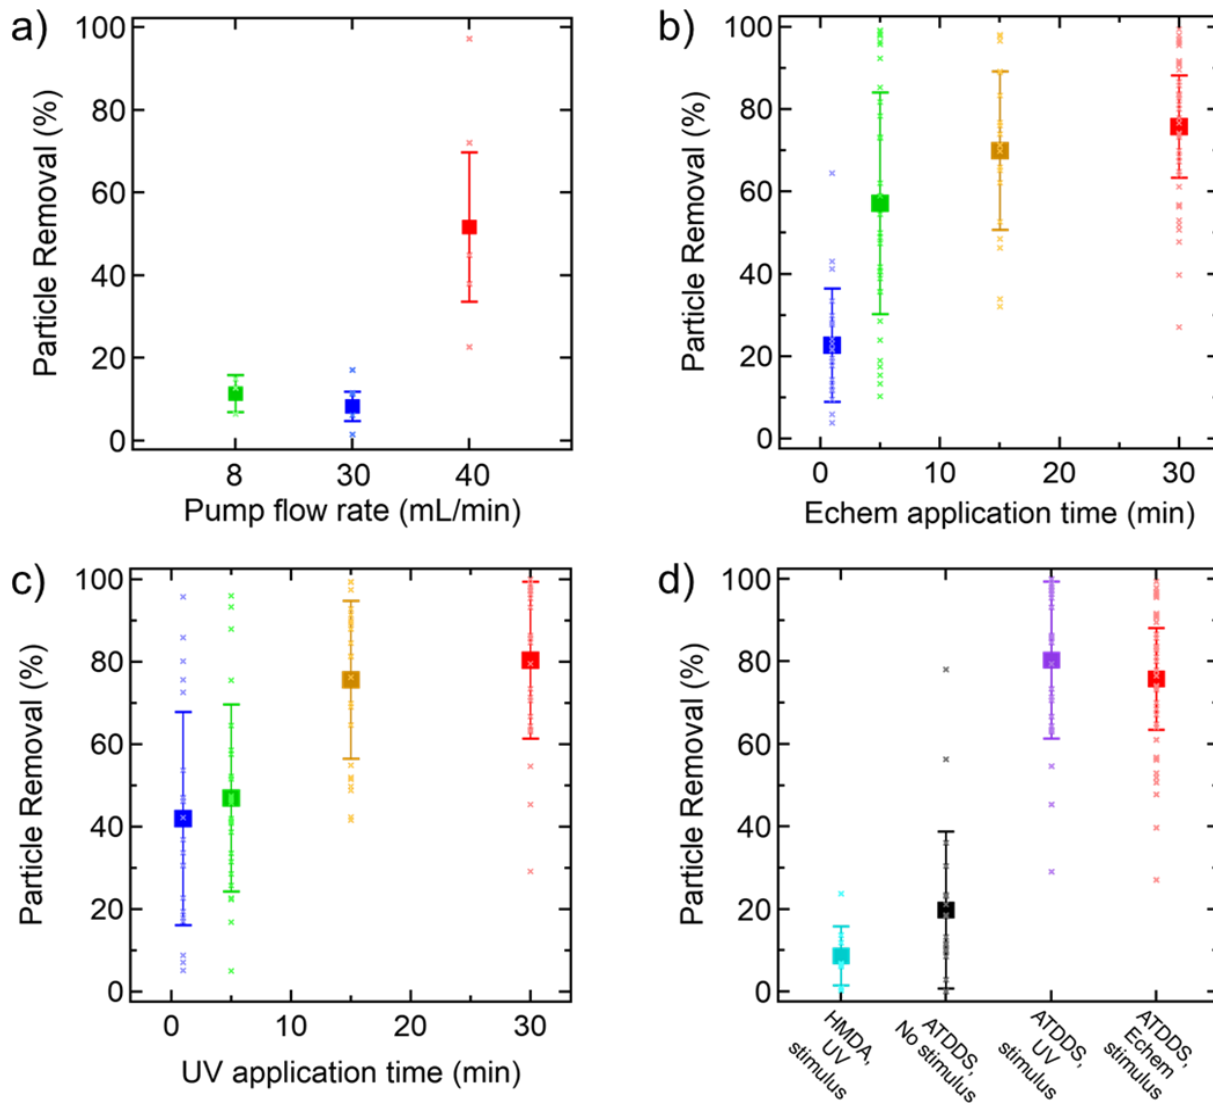 a)
100
80
60
40
20
0
Particle Removal (%)
8 30 40
Pump flow rate (mL/min)
b)
100
80
60
40
20
0
Particle Removal (%)
0 10 20 30
Echem application time (min)
c)
100
80
60
40
20
0
Particle Removal (%)
0 10 20 30
UV application time (min)
d)
100
80
60
40
20
0
Particle Removal (%)
HMDA,
UV
stimulus
ATDDS,
No stimulus
ATDDS,
UV
stimulus
ATDDS,
Echem
stimulus